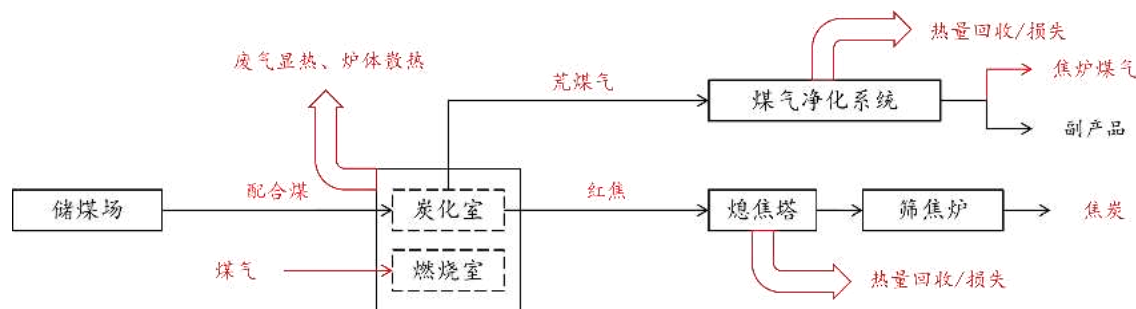 热量回收/损失
废气显热、炉体散热
焦炉煤气
荒煤气
煤气净化系统
副产品
配合煤
红焦
储煤场
炭化室
熄焦塔
筛焦炉
焦炭
煤气
燃烧室
热量回收/损失